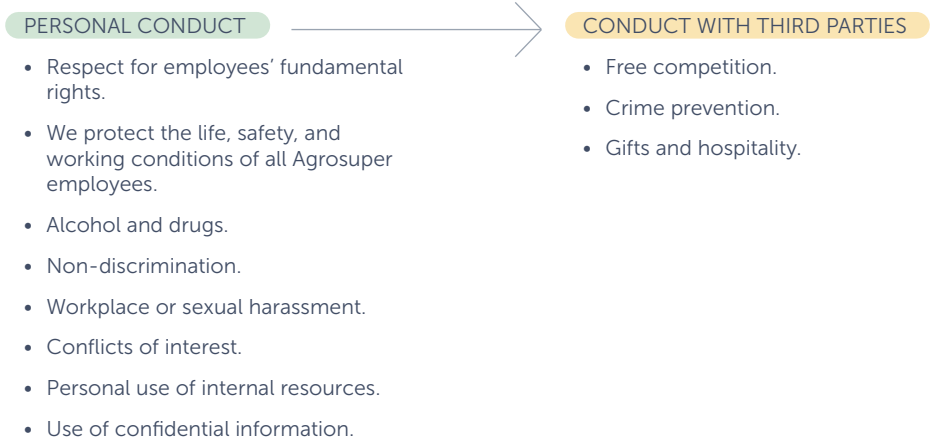 PERSONAL CONDUCT
• Respect for employees' fundamental
rights.
• We protect the life, safety, and
working conditions of all Agrosuper
employees.
• Alcohol and drugs.
• Non-discrimination.
• Workplace or sexual harassment.
• Conflicts of interest.
• Personal use of internal resources.
• Use of confidential information.
CONDUCT WITH THIRD PARTIES
• Free competition.
• Crime prevention.
• Gifts and hospitality.